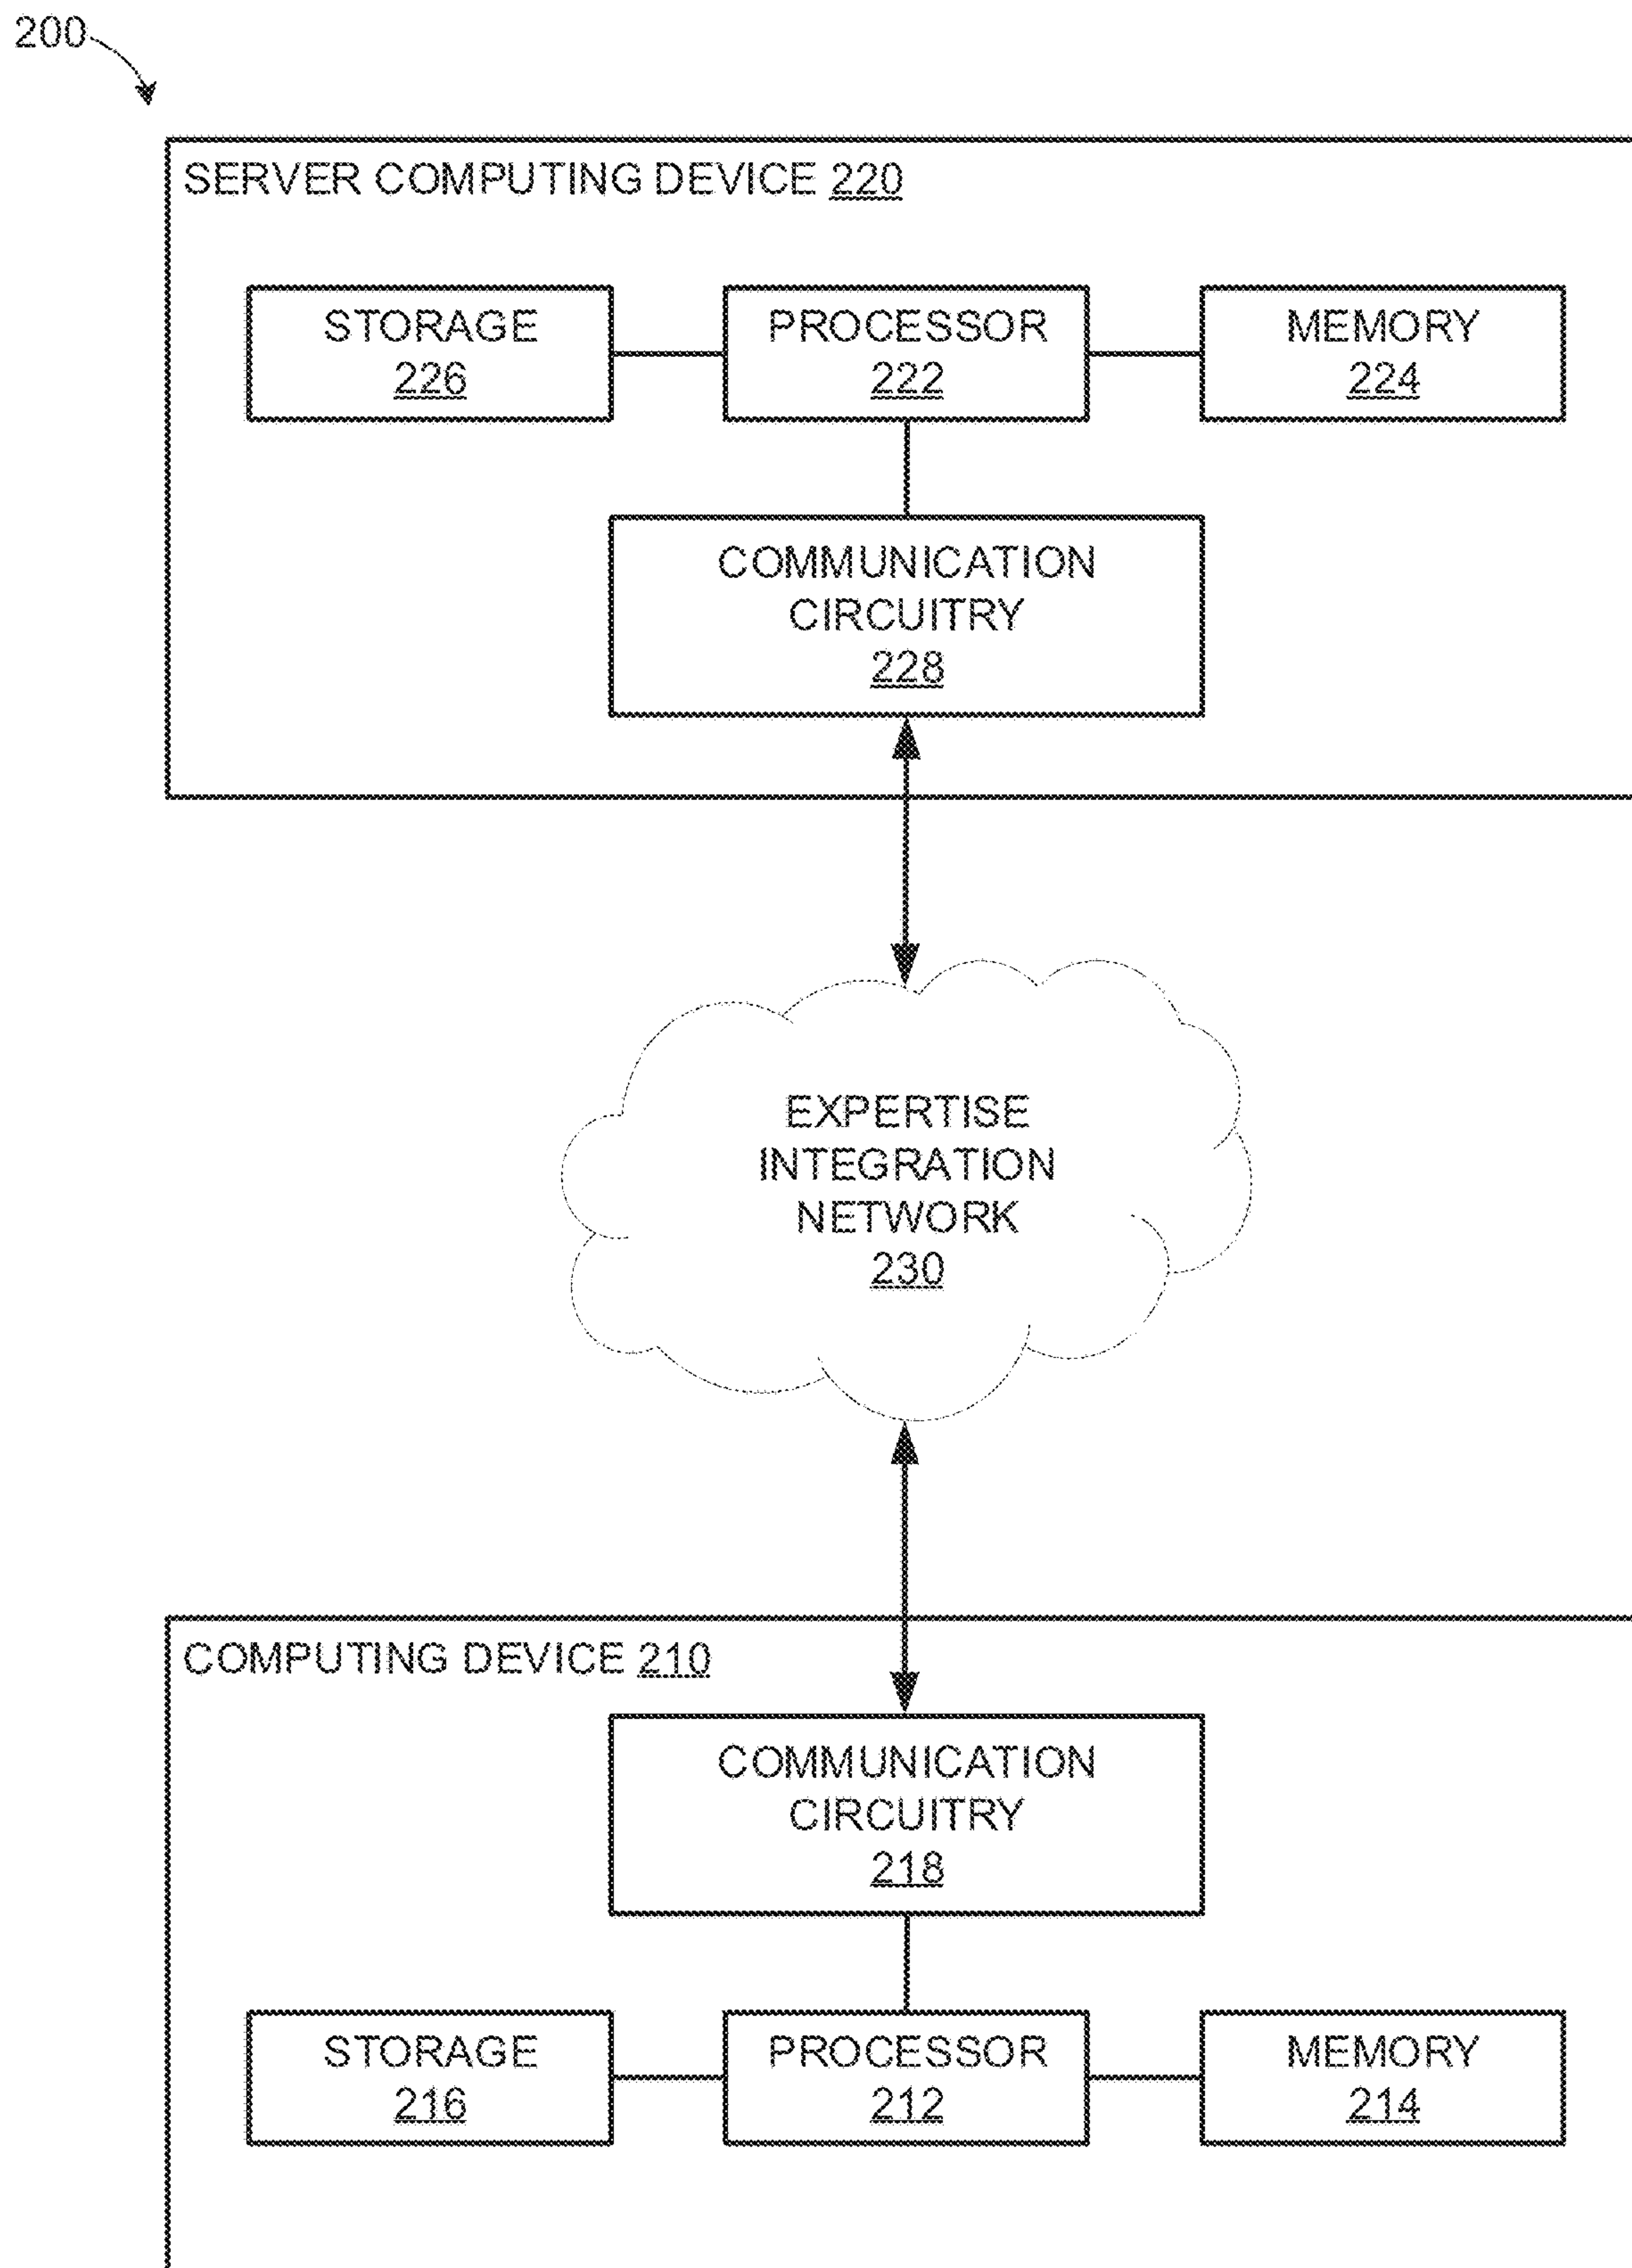 200
SERVER COMPUTING DEVICE 220
STORAGE
226
PROCESSOR
222
MEMORY
224
COMMUNICATION
CIRCUITRY
228
EXPERTISE
INTEGRATION
NETWORK
230
COMPUTING DEVICE 210
COMMUNICATION
CIRCUITRY
218
STORAGE
216
PROCESSOR
212
MEMORY
214